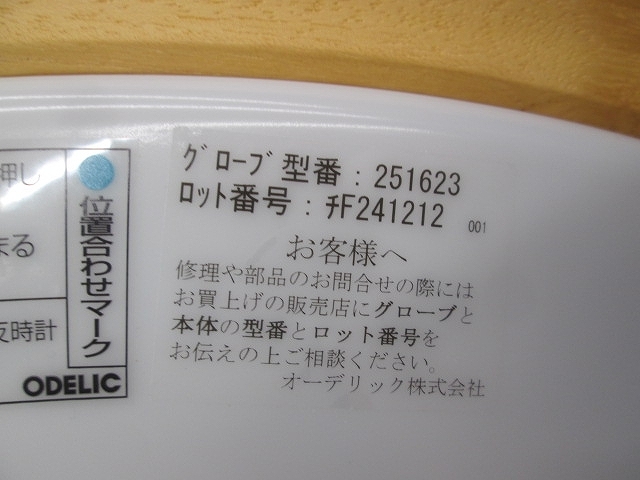 グローブ型番：251623
ロット番号：ﾁF241212
001
お客様へ
修理や部品のお問合せの際には
お買上げの販売店にグローブと
本体の型番とロット番号を
お伝えの上ご相談ください。
オーデリック株式会社
押し
まる
反時計
位置合わせマーク
ODELIC